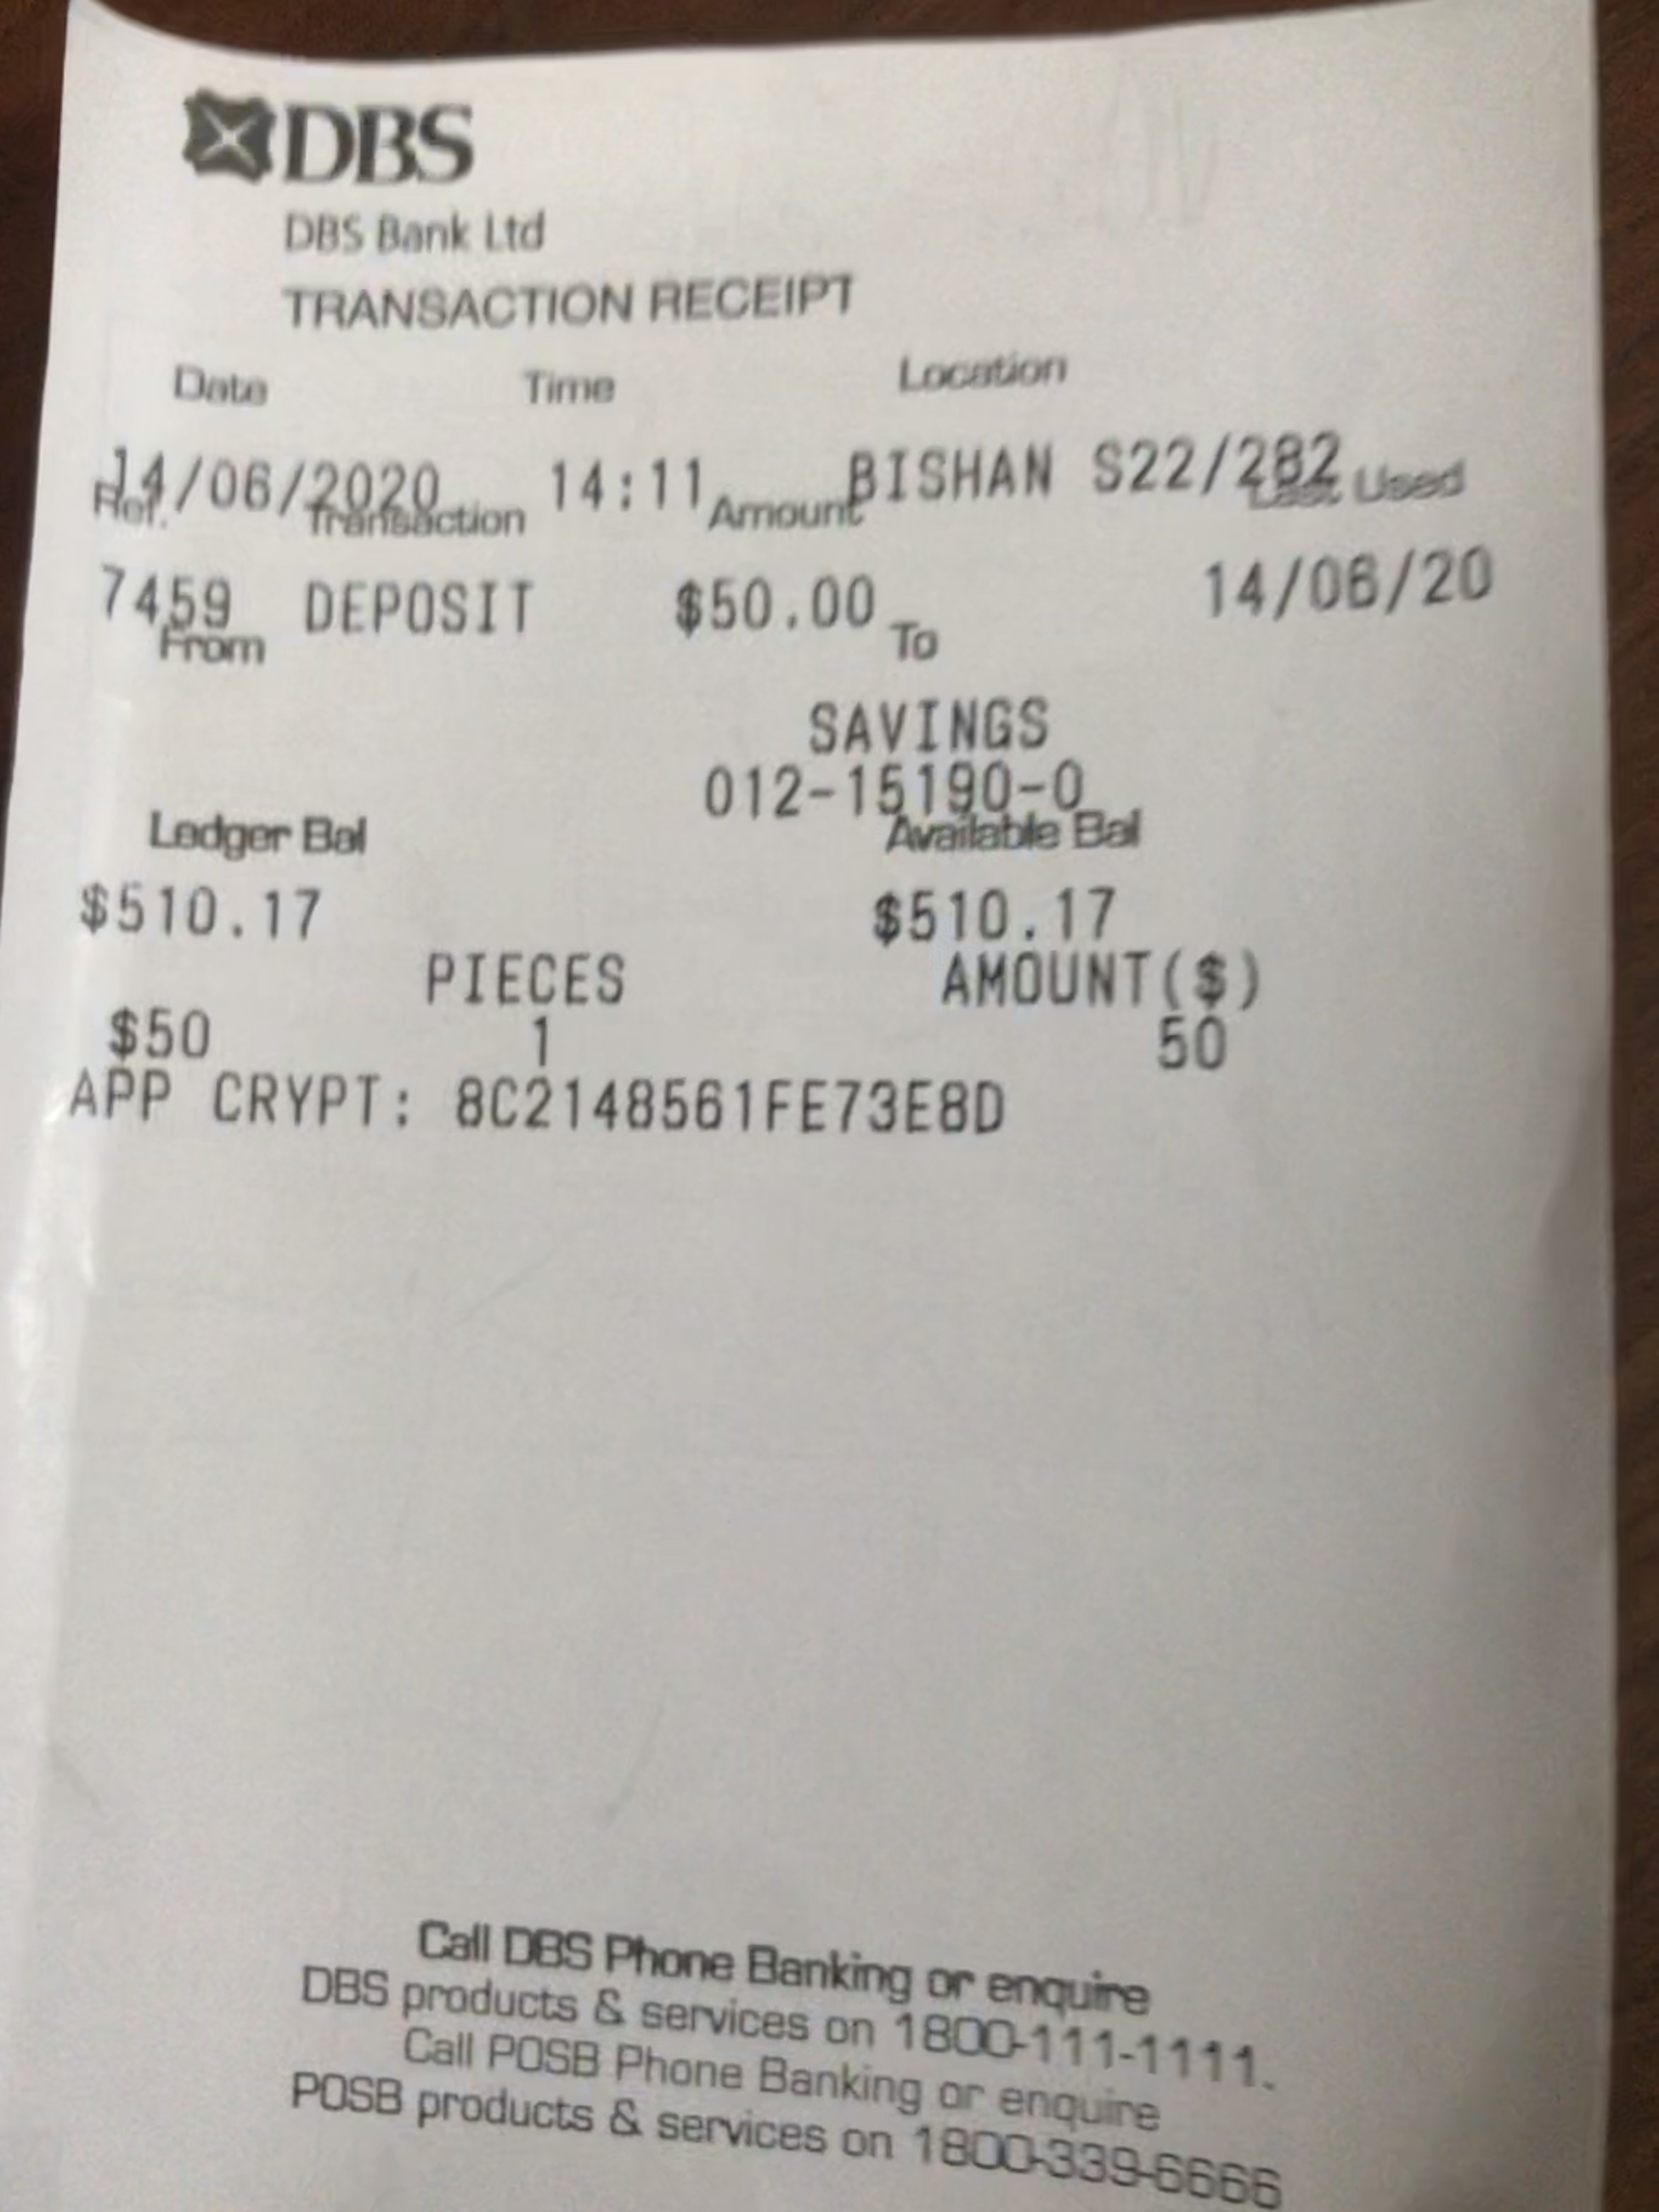 DBS
DBS Bank Ltd
TRANSACTION RECEIPT
Date Time Location
14/06/2020 14:11 BISHAN S22/282
Ref. Transaction Amount Last Used
7459 DEPOSIT $50.00 14/06/20
From To
SAVINGS
012-15190-0
Ledger Bal Available Bal
$510.17 $510.17
PIECES AMOUNT($)
$50 1 50
APP CRYPT: 8C2148561FE73E8D
Call DBS Phone Banking or enquire
DBS products & services on 1800-111-1111.
Call POSB Phone Banking or enquire
POSB products & services on 1800-339-6666